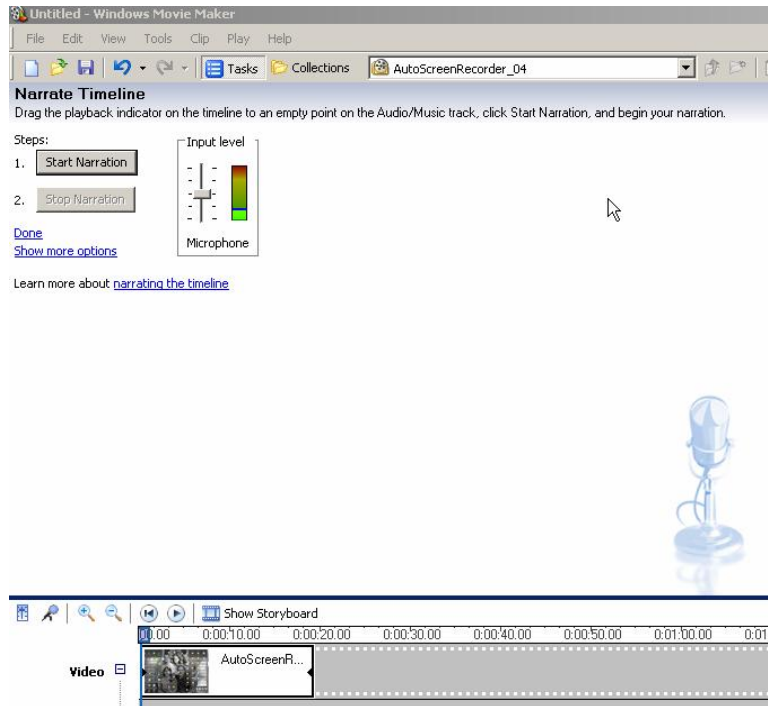 Untitled - Windows Movie Maker
File Edit View Tools Clip Play Help
Tasks Collections AutoScreenRecorder_04
Narrate Timeline
Drag the playback indicator on the timeline to an empty point on the Audio/Music track, click Start Narration, and begin your narration.
Steps:
Input level
1. Start Narration
2. Stop Narration
Done
Microphone
Show more options
Learn more about narrating the timeline
Show Storyboard
0:00:10.00 0:00:20.00 0:00:30.00 0:00:40.00 0:00:50.00 0:01:00.00 0:01
Video AutoScreenR...